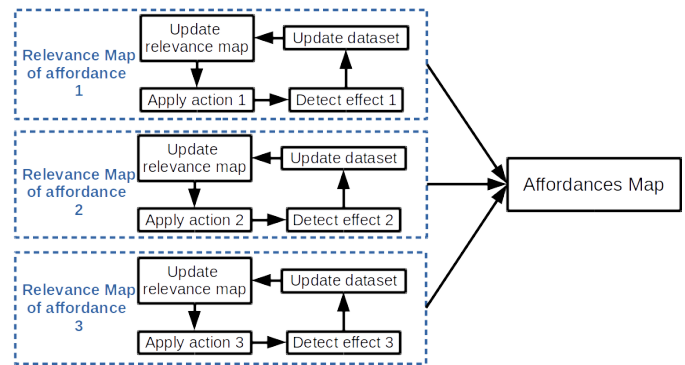 Relevance Map
of affordance
1
Update
relevance map
Update dataset
Apply action 1
Detect effect 1
Relevance Map
of affordance
2
Update
relevance map
Update dataset
Apply action 2
Detect effect 2
Relevance Map
of affordance
3
Update
relevance map
Update dataset
Apply action 3
Detect effect 3
Affordances Map